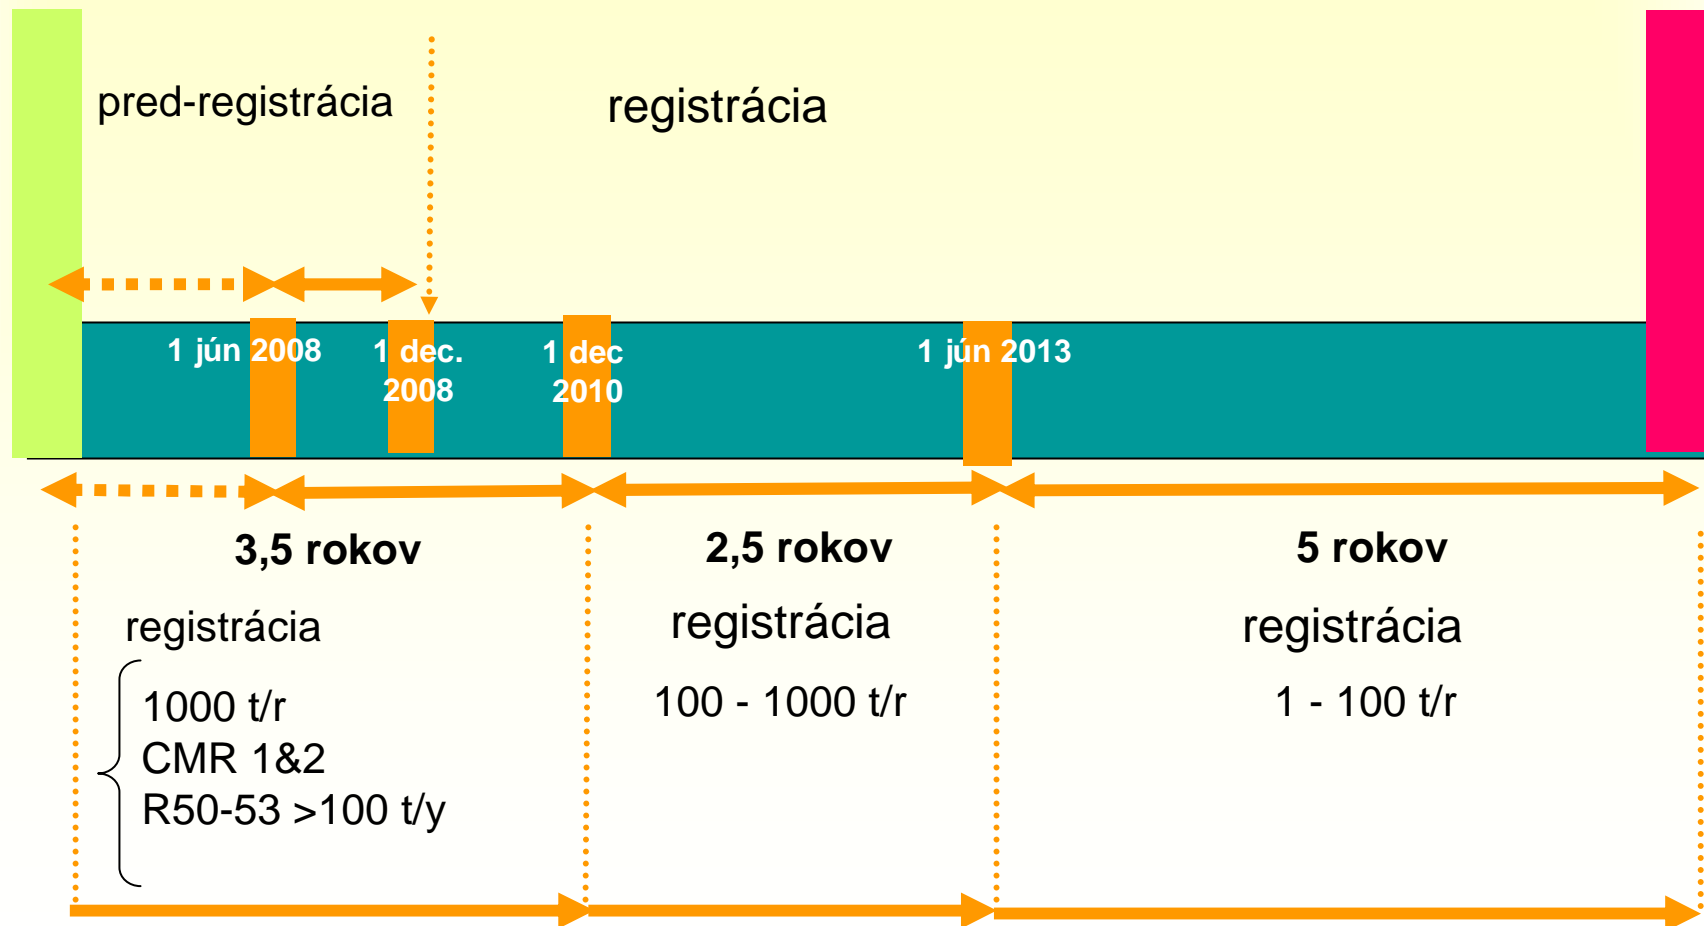 pred-registrácia
registrácia
1 jún 2008
1 dec.
2008
1 dec
2010
1 jún 2013
3,5 rokov
2,5 rokov
5 rokov
registrácia
registrácia
registrácia
1000 t/r
CMR 1&2
R50-53 >100 t/y
100 - 1000 t/r
1 - 100 t/r